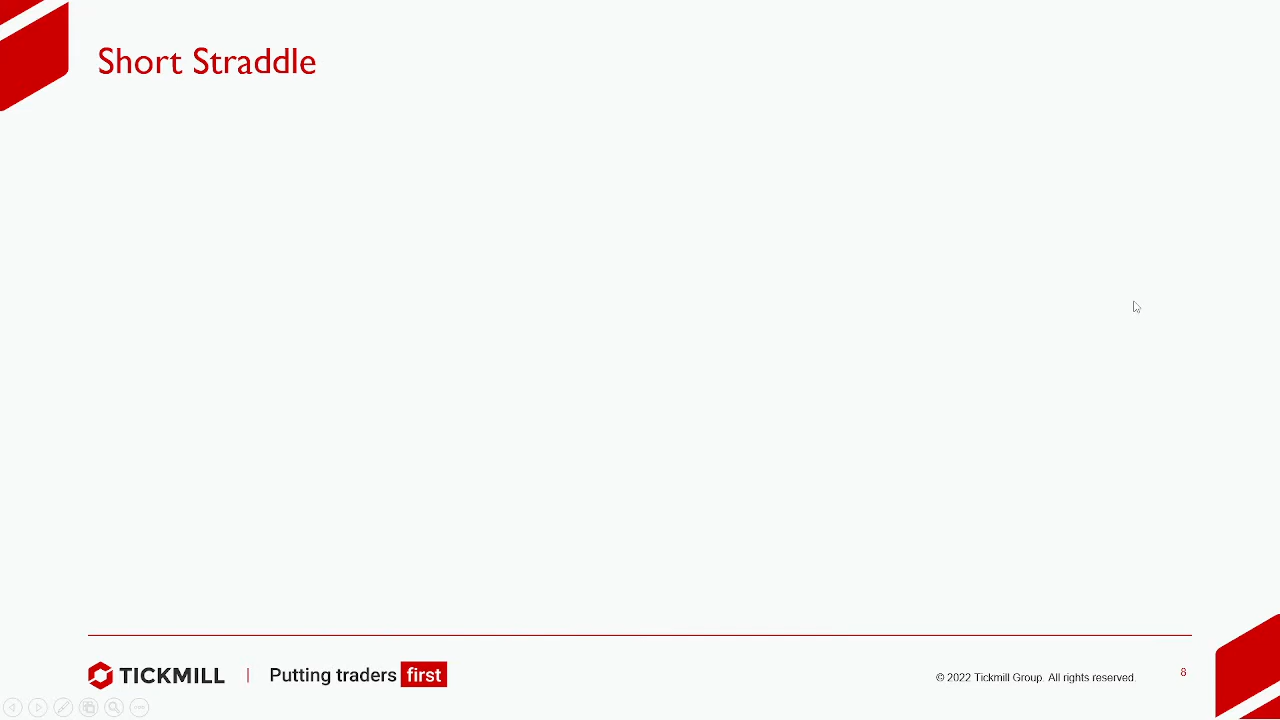 Short Straddle
TICKMILL | Putting traders first
© 2022 Tickmill Group. All rights reserved.
8